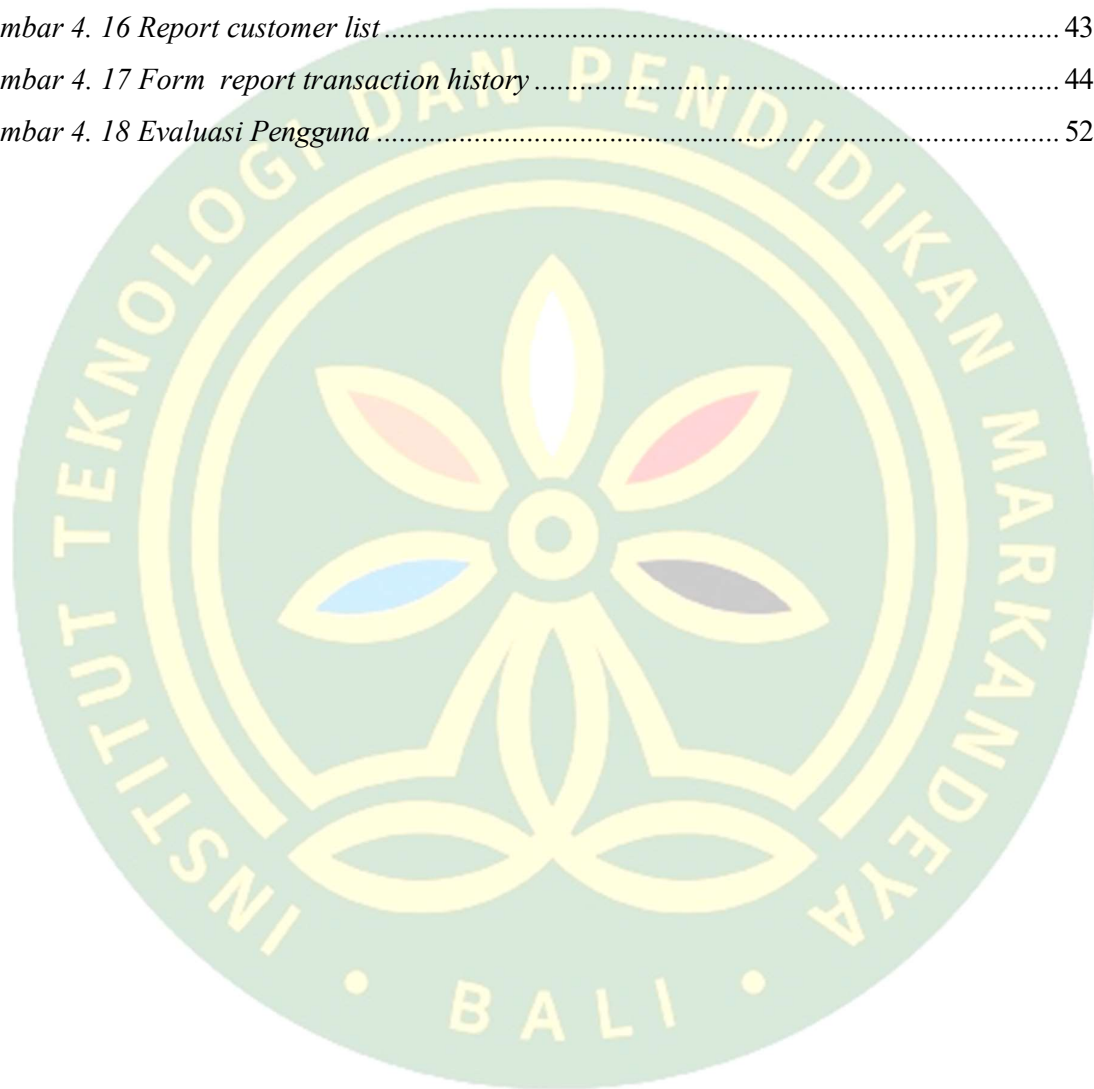 mbar 4. 16 Report customer list ........................................................................................ 43
mbar 4. 17 Form  report transaction history ..................................................................... 44
mbar 4. 18 Evaluasi Pengguna ......................................................................................... 52
INSTITUT TEKNOLOGI DAN PENDIDIKAN MARKANDEYA
• BALI •